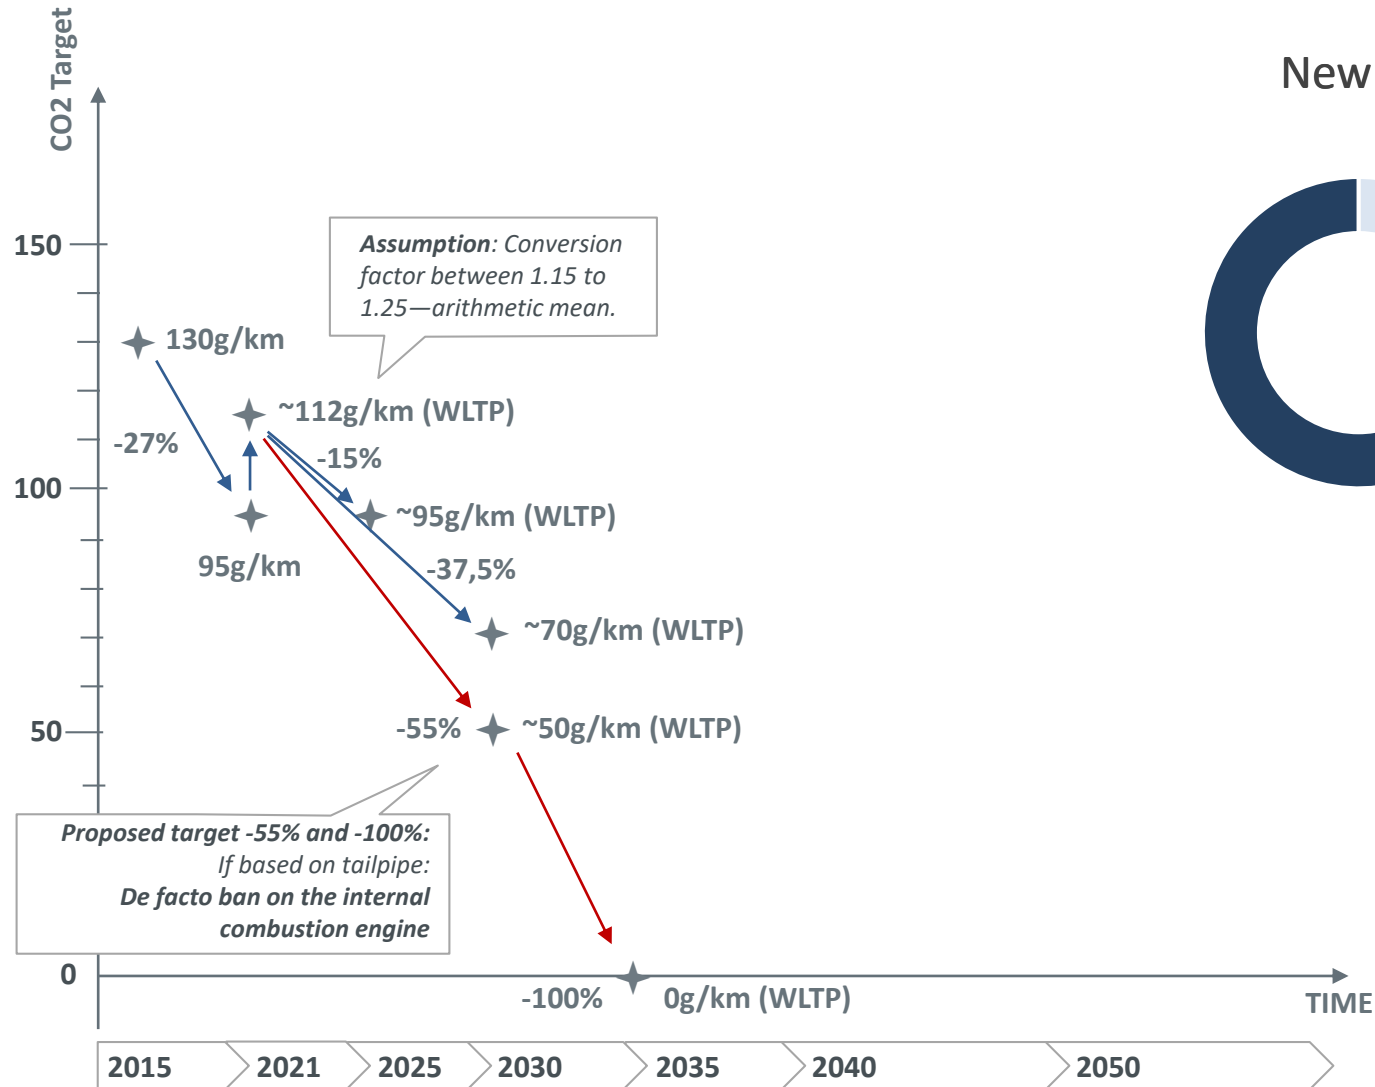 CO2 Target
New
150
Assumption: Conversion
factor between 1.15 to
1.25—arithmetic mean.
130g/km
~112g/km (WLTP)
-27%
-15%
100
~95g/km (WLTP)
95g/km
-37,5%
~70g/km (WLTP)
50
-55%
~50g/km (WLTP)
Proposed target -55% and -100%:
If based on tailpipe:
De facto ban on the internal
combustion engine
0
-100%
0g/km (WLTP)
TIME
2015
2021
2025
2030
2035
2040
2050